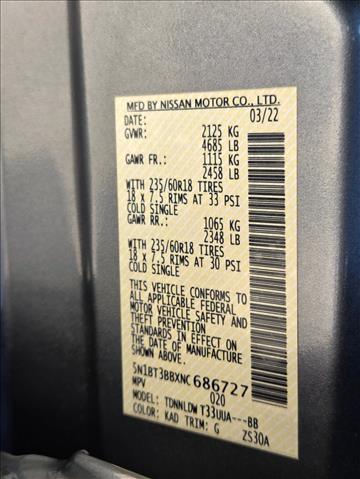 MFD BY NISSAN MOTOR CO., LTD.
DATE: 03/22
GVWR: 2125 KG
4685 LB
GAWR FR.: 1115 KG
2458 LB
WITH 235/60R18 TIRES
18 x 7.5 RIMS AT 33 PSI
COLD SINGLE
GAWR RR.: 1065 KG
2348 LB
WITH 235/60R18 TIRES
18 x 7.5 RIMS AT 30 PSI
COLD SINGLE
THIS VEHICLE CONFORMS TO
ALL APPLICABLE FEDERAL
MOTOR VEHICLE SAFETY AND
THEFT PREVENTION
STANDARDS IN EFFECT ON
THE DATE OF MANUFACTURE
SHOWN ABOVE.
5N1BT3BBXNC 686727
MPV 020
MODEL: TDNNLDW T33UUA---BB
COLOR: KAD TRIM: G ZS30A